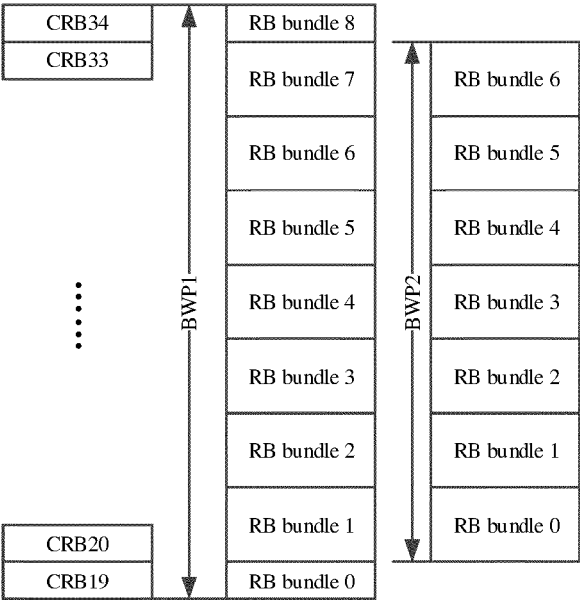 CRB34
CRB33
CRB20
CRB19
BWP1
RB bundle 8
RB bundle 7
RB bundle 6
RB bundle 5
RB bundle 4
RB bundle 3
RB bundle 2
RB bundle 1
RB bundle 0
BWP2
RB bundle 6
RB bundle 5
RB bundle 4
RB bundle 3
RB bundle 2
RB bundle 1
RB bundle 0